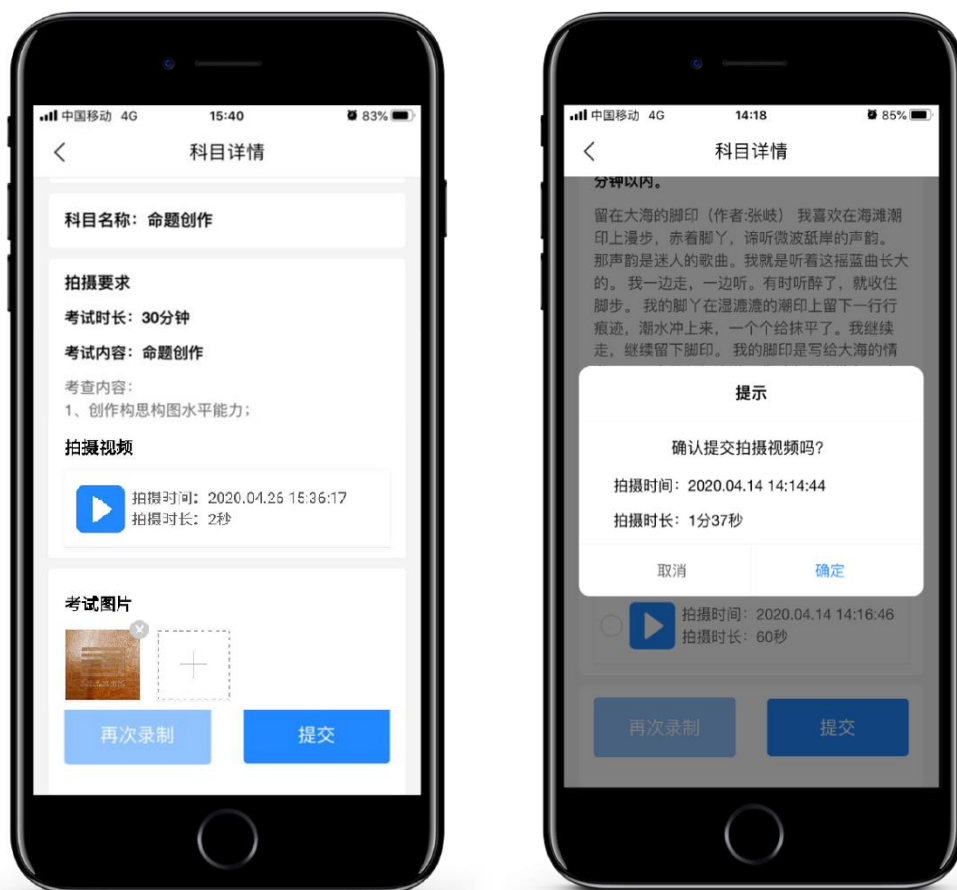 中国移动 4G 15:40 83%
科目详情
科目名称：命题创作
拍摄要求
考试时长：30分钟
考试内容：命题创作
考查内容：
1、创作构思构图水平能力；
拍摄视频
拍摄时间：2020.04.26 15:36:17
拍摄时长：2秒
考试图片
再次录制 提交
中国移动 4G 14:18 85%
科目详情
分钟以内。
留在大海的脚印（作者:张岐） 我喜欢在海滩潮
印上漫步，赤着脚丫，谛听微波舐岸的声韵。
那声韵是迷人的歌曲。我就是听着这摇蓝曲长大
的。 我一边走，一边听。有时听醉了，就收住
脚步。 我的脚丫在湿漉漉的潮印上留下一行行
痕迹，潮水冲上来，一个个给抹平了。我继续
走，继续留下脚印。 我的脚印是写给大海的情
提示
确认提交拍摄视频吗？
拍摄时间：2020.04.14 14:14:44
拍摄时长：1分37秒
取消 确定
拍摄时间：2020.04.14 14:16:46
拍摄时长：60秒
再次录制 提交